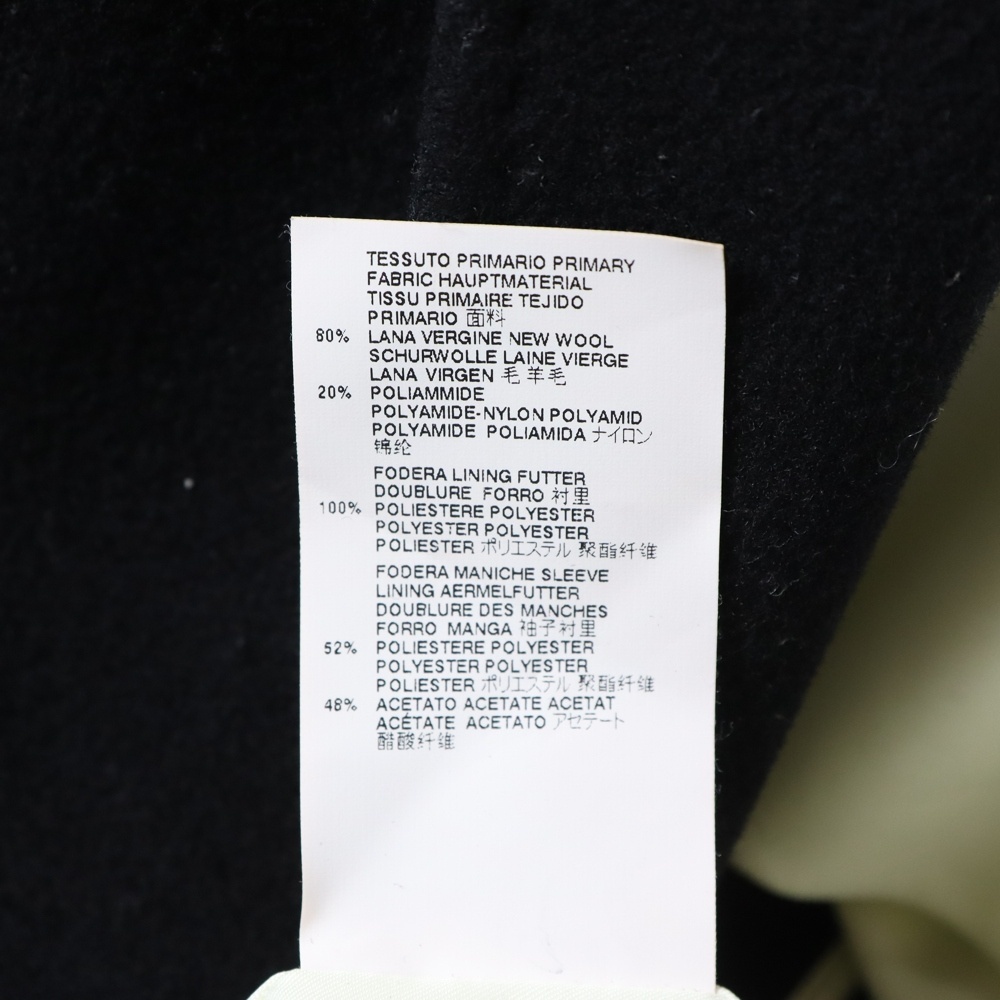 TESSUTO PRIMARIO PRIMARY
FABRIC HAUPTMATERIAL
TISSU PRIMAIRE TEJIDO
PRIMARIO 面料
80% LANA VERGINE NEW WOOL
SCHURWOLLE LAINE VIERGE
LANA VIRGEN 毛 羊毛
20% POLIAMMIDE
POLYAMIDE-NYLON POLYAMID
POLYAMIDE POLIAMIDA ナイロン
锦纶
FODERA LINING FUTTER
DOUBLURE FORRO 衬里
100% POLIESTERE POLYESTER
POLYESTER POLYESTER
POLIESTER ポリエステル 聚酯纤维
FODERA MANICHE SLEEVE
LINING AERMELFUTTER
DOUBLURE DES MANCHES
FORRO MANGA 袖子衬里
52% POLIESTERE POLYESTER
POLYESTER POLYESTER
POLIESTER ポリエステル 聚酯纤维
48% ACETATO ACETATE ACETAT
ACÉTATE ACETATO アセテート
醋酸纤维